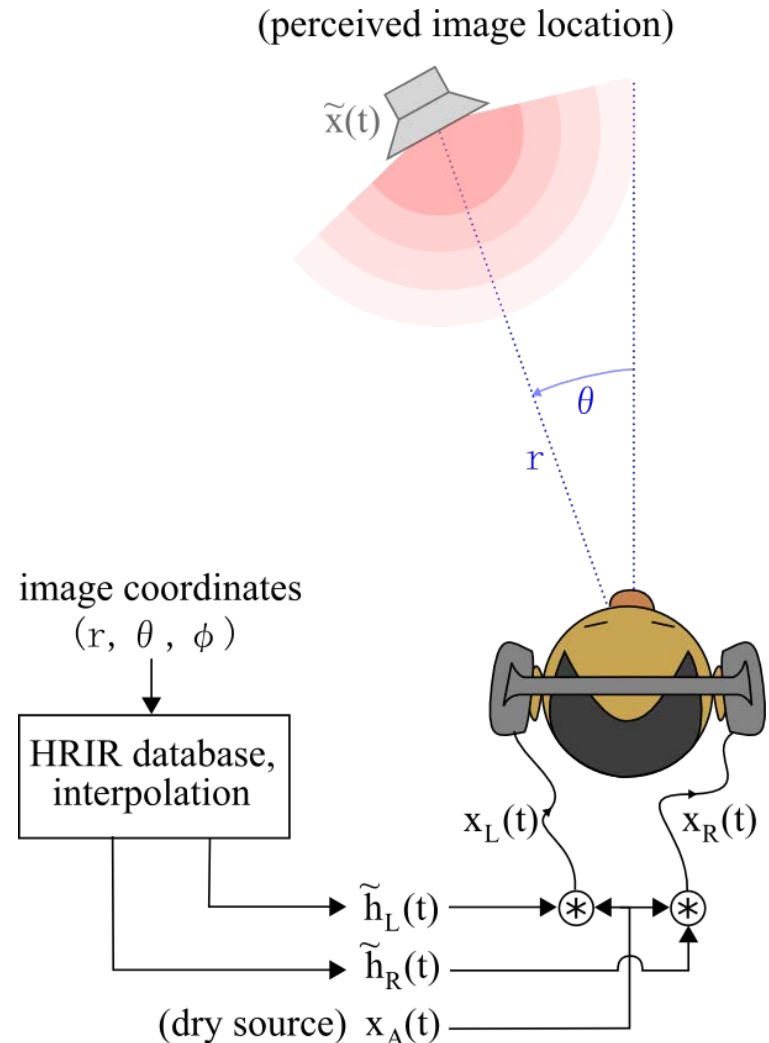 (perceived image location)
x̃(t)
θ
r
image coordinates
(r, θ, φ)
HRIR database,
interpolation
x_L(t)
x_R(t)
h̃_L(t)
h̃_R(t)
(dry source) x_A(t)